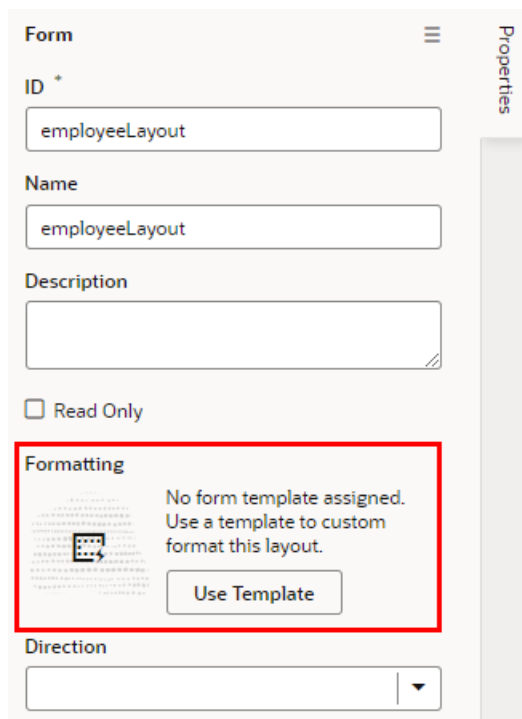 Form
Properties
ID *
employeeLayout
Name
employeeLayout
Description
Read Only
Formatting
No form template assigned.
Use a template to custom
format this layout.
Use Template
Direction